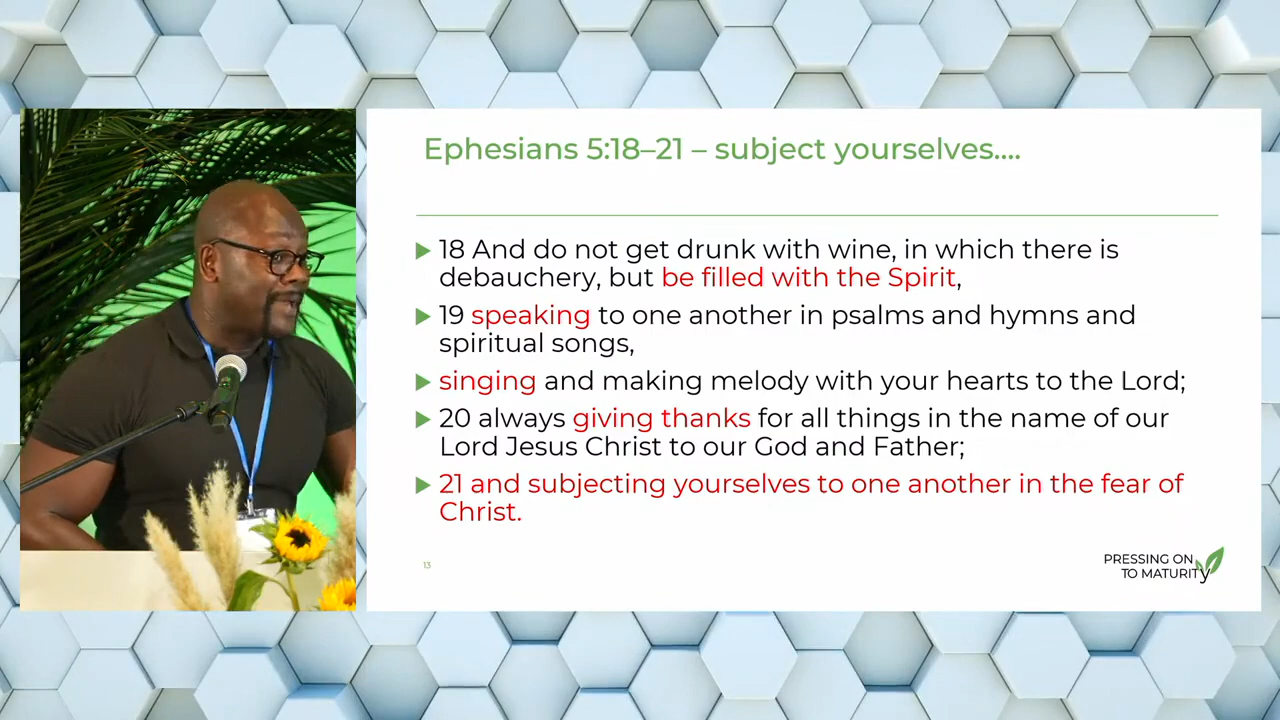 Ephesians 5:18–21 – subject yourselves....
18 And do not get drunk with wine, in which there is
debauchery, but be filled with the Spirit,
19 speaking to one another in psalms and hymns and
spiritual songs,
singing and making melody with your hearts to the Lord;
20 always giving thanks for all things in the name of our
Lord Jesus Christ to our God and Father;
21 and subjecting yourselves to one another in the fear of
Christ.
13
PRESSING ON
TO MATURITy